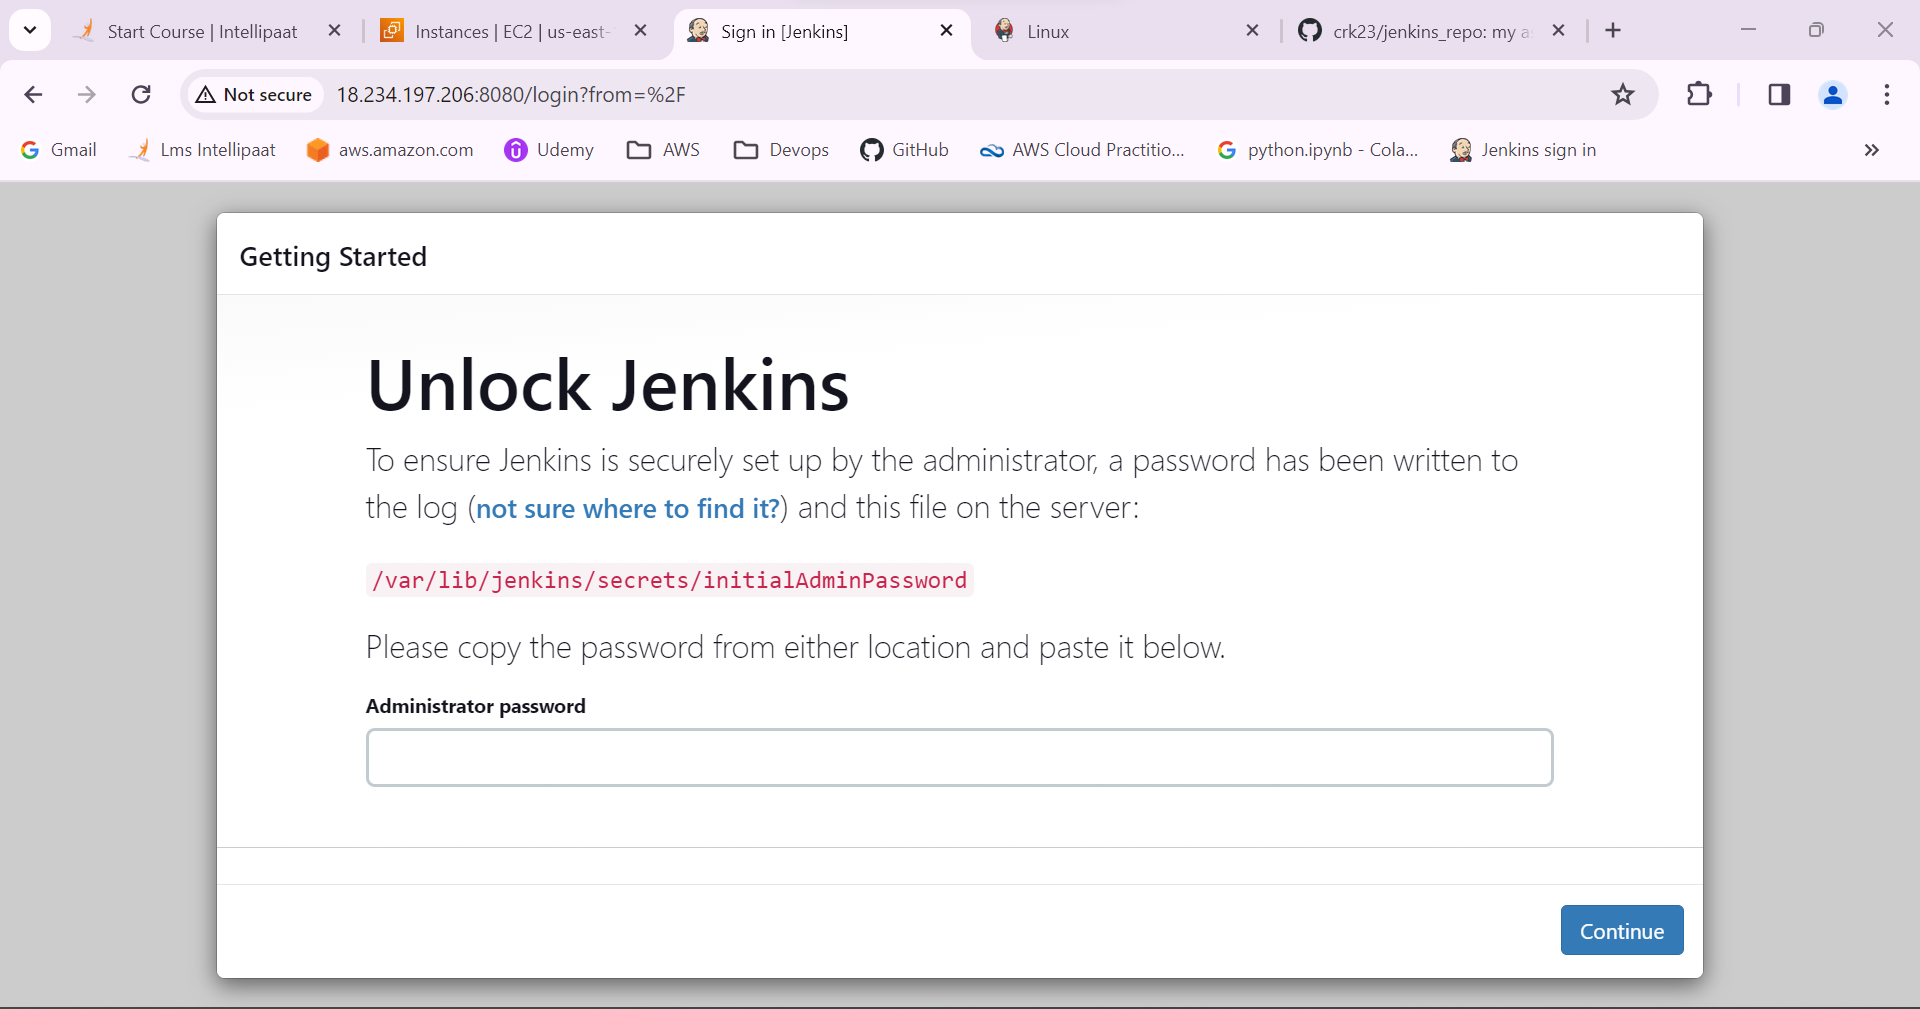 Start Course | Intellipaat
Instances | EC2 | us-east-
Sign in [Jenkins]
Linux
crk23/jenkins_repo: my as
Not secure
18.234.197.206:8080/login?from=%2F
Gmail
Lms Intellipaat
aws.amazon.com
Udemy
AWS
Devops
GitHub
AWS Cloud Practitio...
python.ipynb - Cola...
Jenkins sign in
Getting Started
Unlock Jenkins
To ensure Jenkins is securely set up by the administrator, a password has been written to
the log (not sure where to find it?) and this file on the server:
/var/lib/jenkins/secrets/initialAdminPassword
Please copy the password from either location and paste it below.
Administrator password
Continue